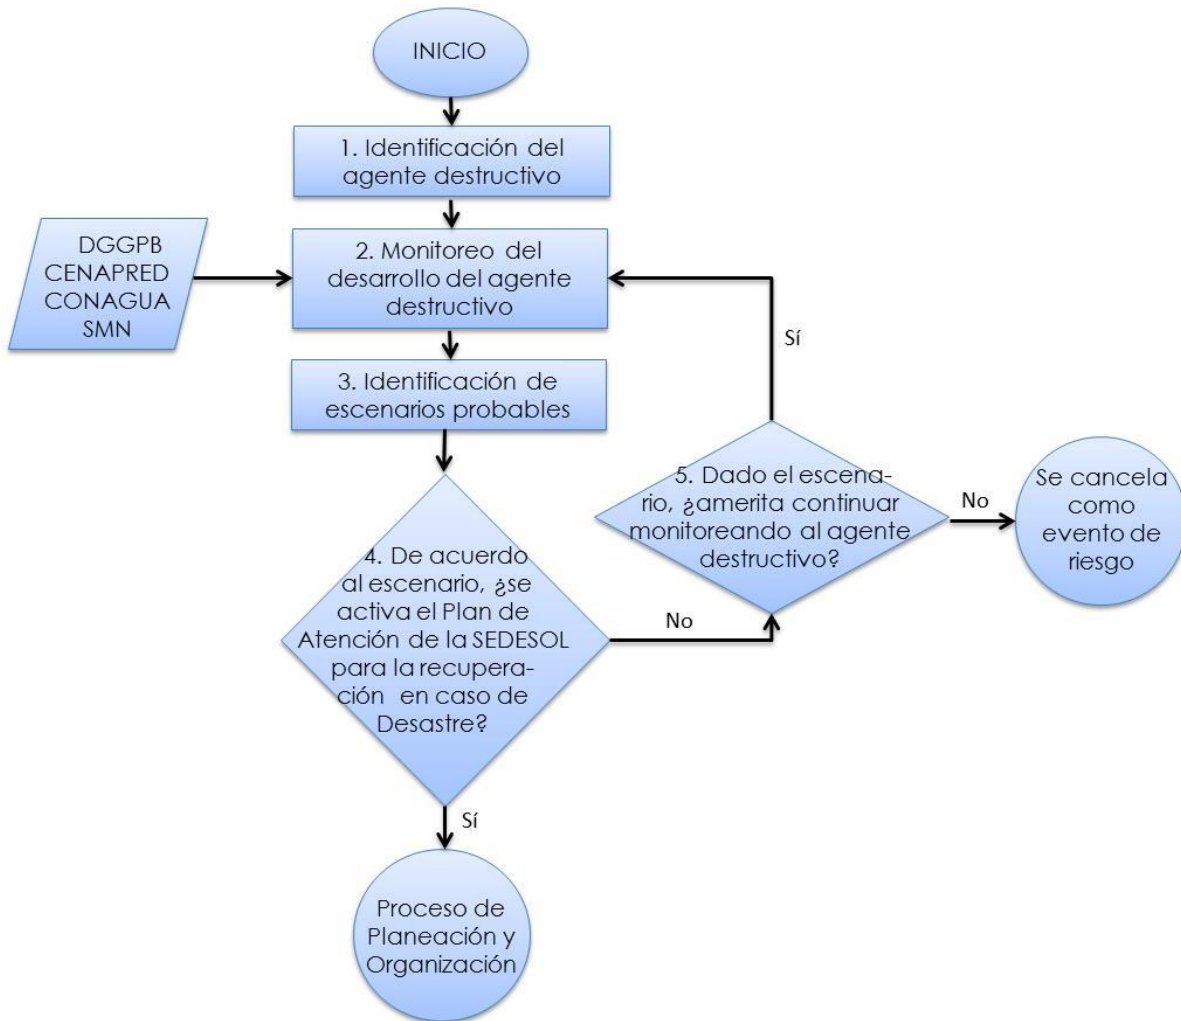 INICIO
1. Identificación del
agente destructivo
DGGPB
CENAPRED
CONAGUA
SMN
2. Monitoreo del
desarrollo del agente
destructivo
3. Identificación de
escenarios probables
Sí
5. Dado el escena-
rio, ¿amerita continuar
monitoreando al agente
destructivo?
No
Se cancela
como
evento de
riesgo
4. De acuerdo
al escenario, ¿se
activa el Plan de
Atención de la SEDESOL
para la recupera-
ción en caso de
Desastre?
No
Sí
Proceso de
Planeación y
Organización